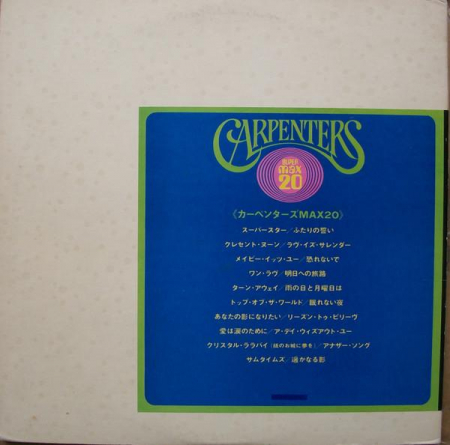 CARPENTERS
SUPER
max
20
《カーペンターズMAX20》
スーパースター/ふたりの誓い
クレセント・ヌーン/ラヴ・イズ・サレンダー
メイビー・イッツ・ユー/恐れないで
ワン・ラヴ/明日への旅路
ターン・アウェイ/雨の日と月曜日は
トップ・オブ・ザ・ワールド/眠れない夜
あなたの影になりたい/リーズン・トゥ・ビリーヴ
愛は涙のために/ア・デイ・ウィズアウト・ユー
クリスタル・ララバイ(緑のお城に夢を)/アナザー・ソング
サムタイムズ/遥かなる影